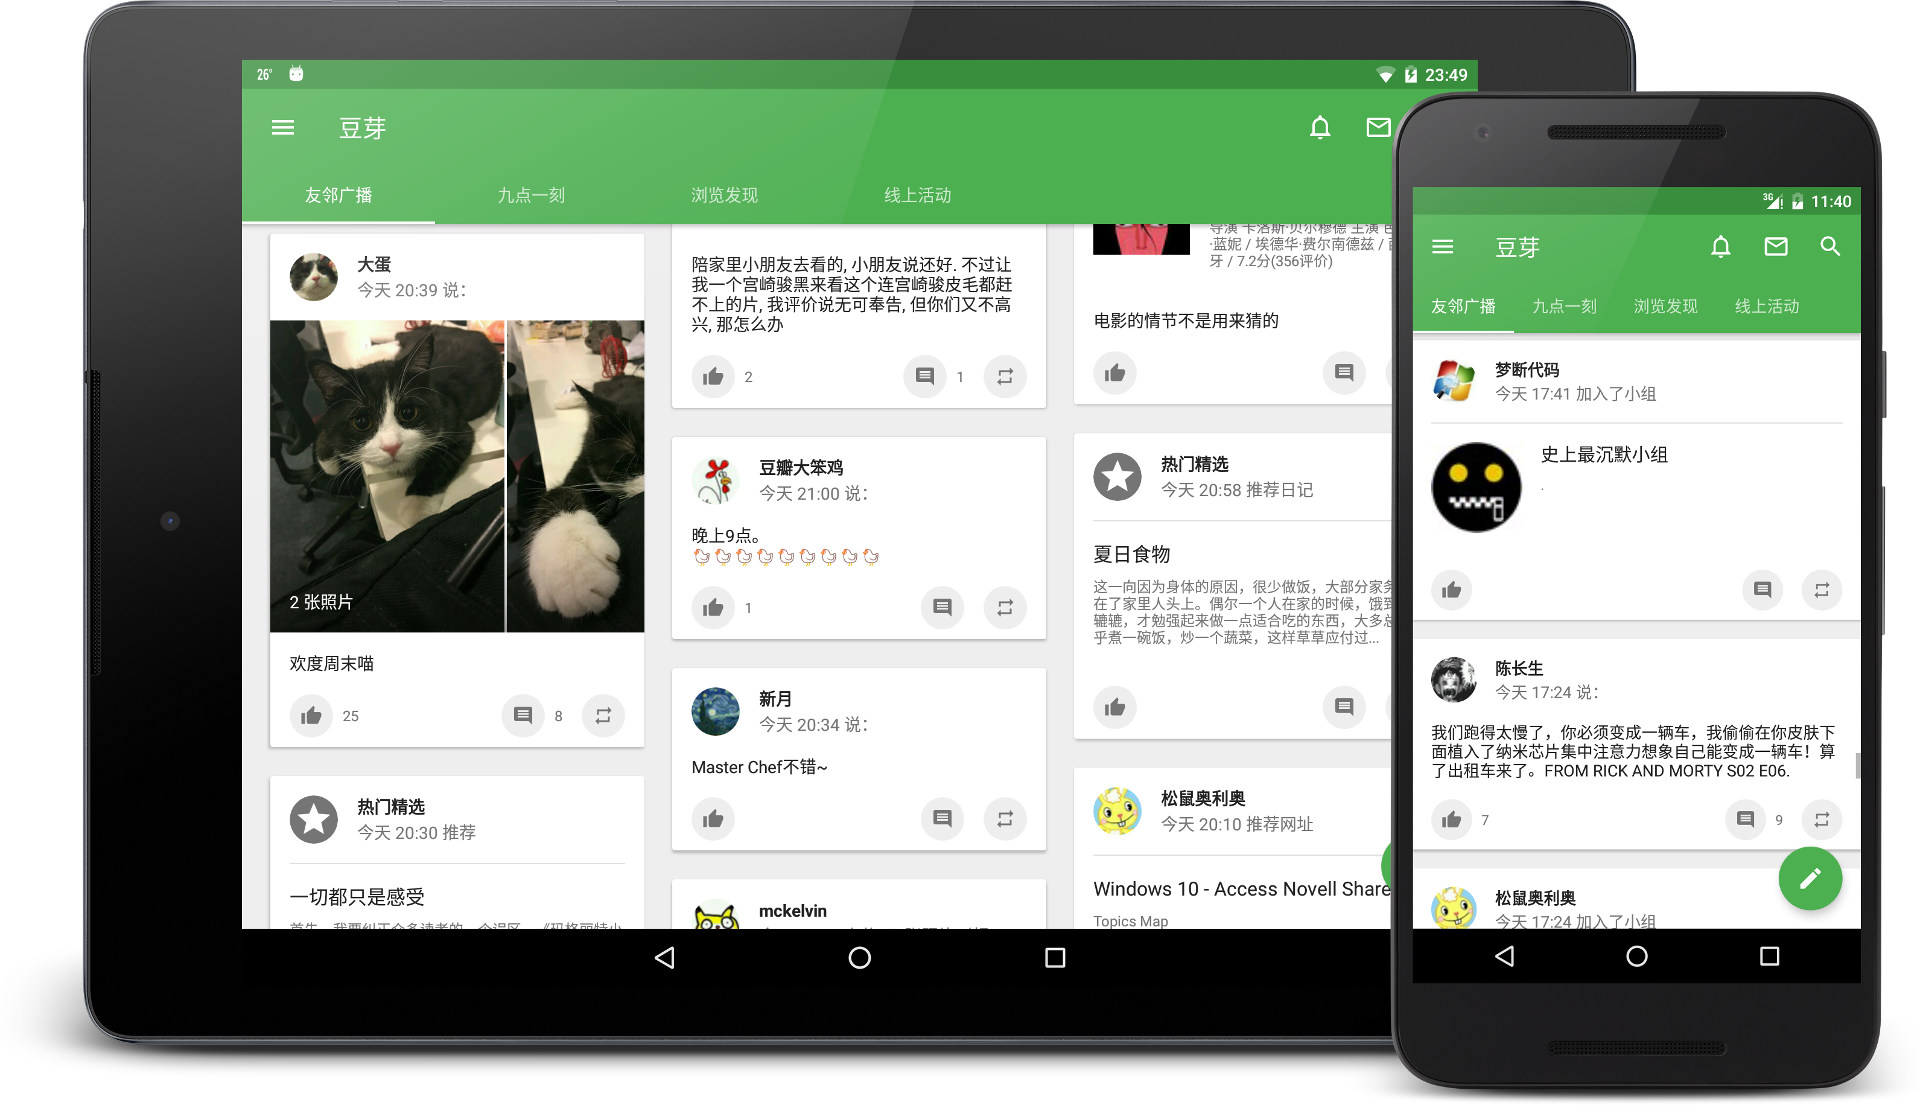 26°
23:49
豆芽
友邻广播
九点一刻
浏览发现
线上活动
大蛋
今天 20:39 说：
2 张照片
欢度周末喵
25
8
热门精选
今天 20:30 推荐
一切都只是感受
陪家里小朋友去看的, 小朋友说还好. 不过让
我一个宫崎骏黑来看这个连宫崎骏皮毛都赶
不上的片, 我评价说无可奉告, 但你们又不高
兴, 那怎么办
2
1
豆瓣大笨鸡
今天 21:00 说：
晚上9点。
🐔🐔🐔🐔🐔🐔🐔🐔🐔
1
新月
今天 20:34 说：
Master Chef不错~
mckelvin
导演 卡洛斯·贝尔穆德 主演
·蓝妮 / 埃德华·费尔南德兹 /
牙 / 7.2分(356评价)
电影的情节不是用来猜的
热门精选
今天 20:58 推荐日记
夏日食物
这一向因为身体的原因，很少做饭，大部分家务
在了家里人头上。偶尔一个人在家的时候，饿到
辘辘，才勉强起来做一点适合吃的东西，大多
乎煮一碗饭，炒一个蔬菜，这样草草应付过...
松鼠奥利奥
今天 20:10 推荐网址
Windows 10 - Access Novell Share
Topics Map
3G
11:40
豆芽
友邻广播
九点一刻
浏览发现
线上活动
梦断代码
今天 17:41 加入了小组
史上最沉默小组
.
陈长生
今天 17:24 说：
我们跑得太慢了，你必须变成一辆车，我偷偷在你皮肤下
面植入了纳米芯片集中注意力想象自己能变成一辆车！算
了出租车来了。FROM RICK AND MORTY S02 E06.
7
9
松鼠奥利奥
今天 17:24 加入了小组